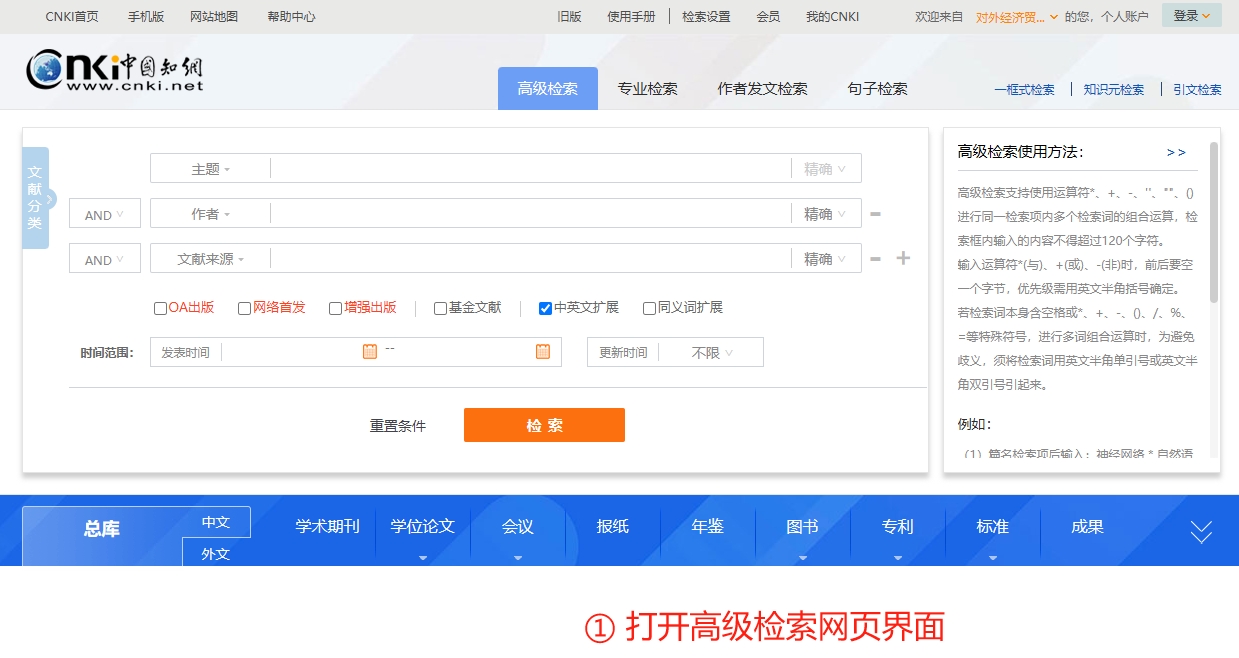 CNKI首页 手机版 网站地图 帮助中心 旧版 使用手册 检索设置 会员 我的CNKI 欢迎来自 对外经济贸... 的您，个人账户 登录
cnki中国知网
www.cnki.net
高级检索 专业检索 作者发文检索 句子检索 一框式检索 知识元检索 引文检索
文献分类
主题 精确
AND 作者 精确 -
AND 文献来源 精确 - +
OA出版 网络首发 增强出版 基金文献 中英文扩展 同义词扩展
时间范围： 发表时间 -- 更新时间 不限
重置条件 检索
高级检索使用方法： >>
高级检索支持使用运算符*、+、-、''、""、()
进行同一检索项内多个检索词的组合运算，检
索框内输入的内容不得超过120个字符。
输入运算符*(与)、+(或)、-(非)时，前后要空
一个字节，优先级需用英文半角括号确定。
若检索词本身含空格或*、+、-、()、/、%、
=等特殊符号，进行多词组合运算时，为避免
歧义，须将检索词用英文半角单引号或英文半
角双引号引起来。
例如：
（1）篇名检索项后输入：神经网络 * 自然语
总库 中文 外文 学术期刊 学位论文 会议 报纸 年鉴 图书 专利 标准 成果
① 打开高级检索网页界面